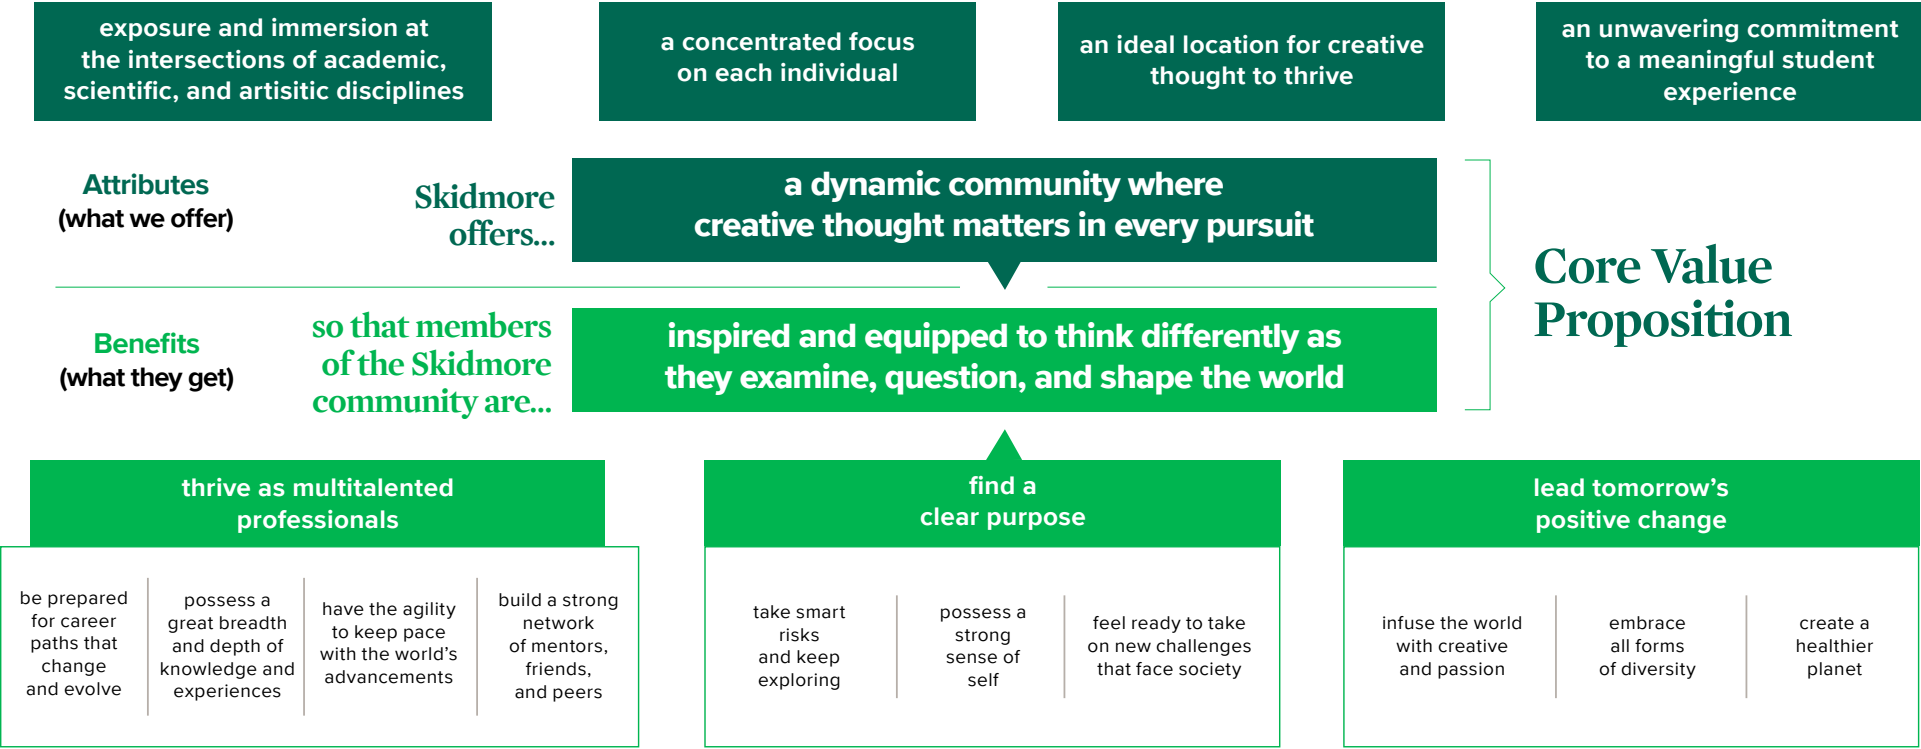 exposure and immersion at
the intersections of academic,
scientific, and artisitic disciplines
a concentrated focus
on each individual
an ideal location for creative
thought to thrive
an unwavering commitment
to a meaningful student
experience
Attributes
(what we offer)
Skidmore
offers...
a dynamic community where
creative thought matters in every pursuit
Core Value
Proposition
Benefits
(what they get)
so that members
of the Skidmore
community are...
inspired and equipped to think differently as
they examine, question, and shape the world
thrive as multitalented
professionals
be prepared
for career
paths that
change
and evolve
possess a
great breadth
and depth of
knowledge and
experiences
have the agility
to keep pace
with the world's
advancements
build a strong
network
of mentors,
friends,
and peers
find a
clear purpose
take smart
risks
and keep
exploring
possess a
strong
sense of
self
feel ready to take
on new challenges
that face society
lead tomorrow's
positive change
infuse the world
with creative
and passion
embrace
all forms
of diversity
create a
healthier
planet